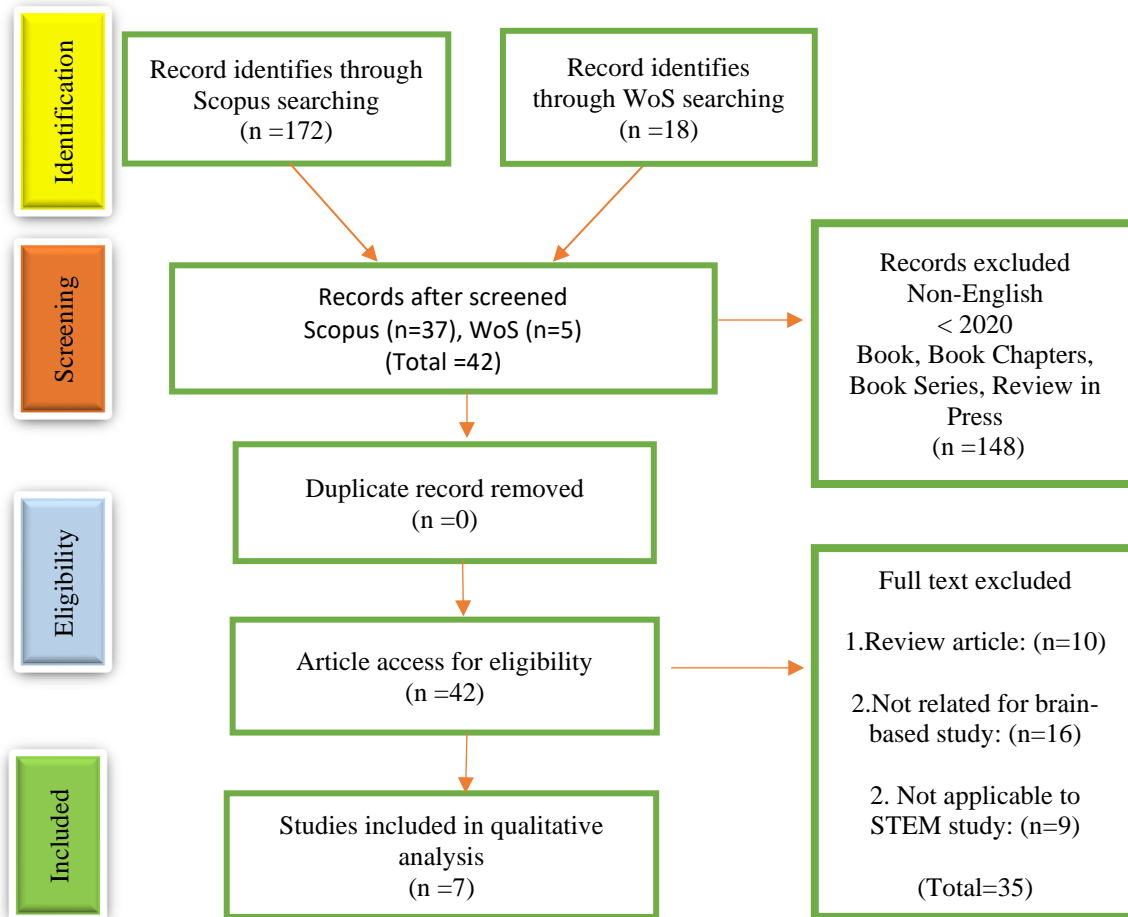 Identification
Record identifies through
Scopus searching
(n =172)
Record identifies
through WoS searching
(n =18)
Screening
Records after screened
Scopus (n=37), WoS (n=5)
(Total =42)
Records excluded
Non-English
< 2020
Book, Book Chapters,
Book Series, Review in
Press
(n =148)
Duplicate record removed
(n =0)
Eligibility
Article access for eligibility
(n =42)
Full text excluded
1.Review article: (n=10)
2.Not related for brain-
based study: (n=16)
2. Not applicable to
STEM study: (n=9)
(Total=35)
Included
Studies included in qualitative
analysis
(n =7)